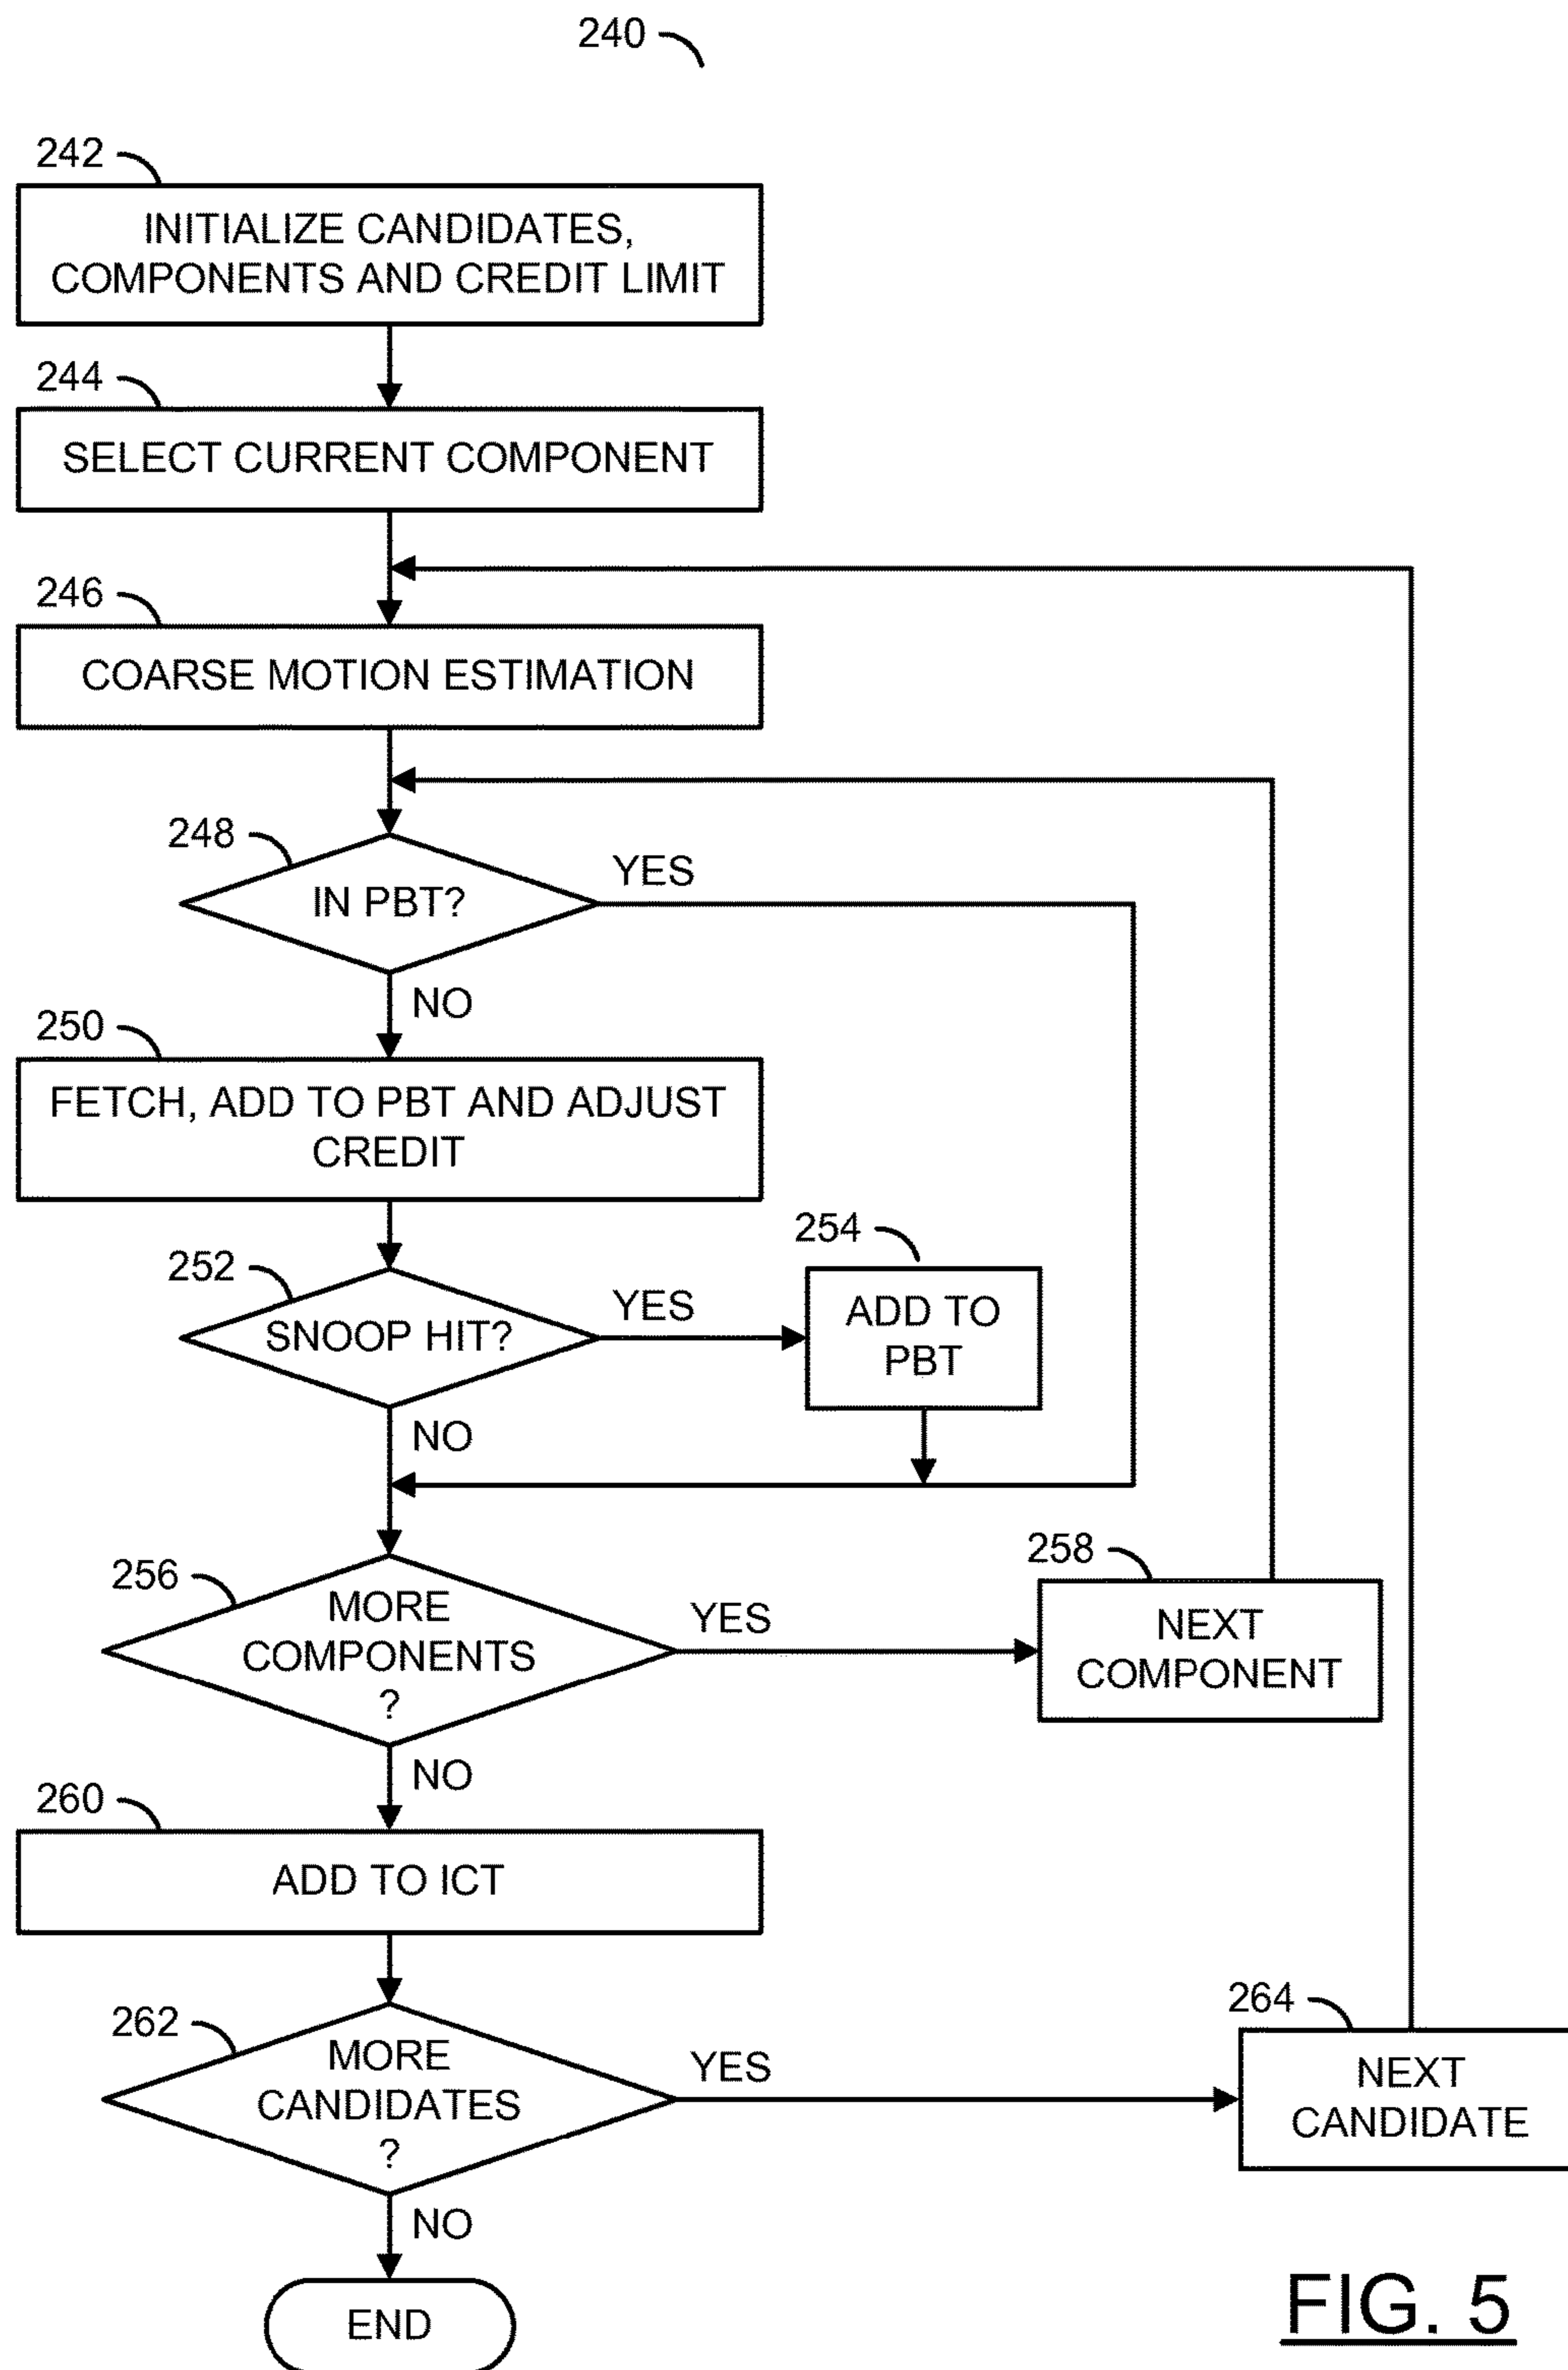 240
242
INITIALIZE CANDIDATES,
COMPONENTS AND CREDIT LIMIT
244
SELECT CURRENT COMPONENT
246
COARSE MOTION ESTIMATION
248
IN PBT?
YES
NO
250
FETCH, ADD TO PBT AND ADJUST
CREDIT
252
SNOOP HIT?
YES
254
ADD TO
PBT
NO
256
MORE
COMPONENTS
?
YES
258
NEXT
COMPONENT
NO
260
ADD TO ICT
262
MORE
CANDIDATES
?
YES
264
NEXT
CANDIDATE
NO
END
FIG. 5